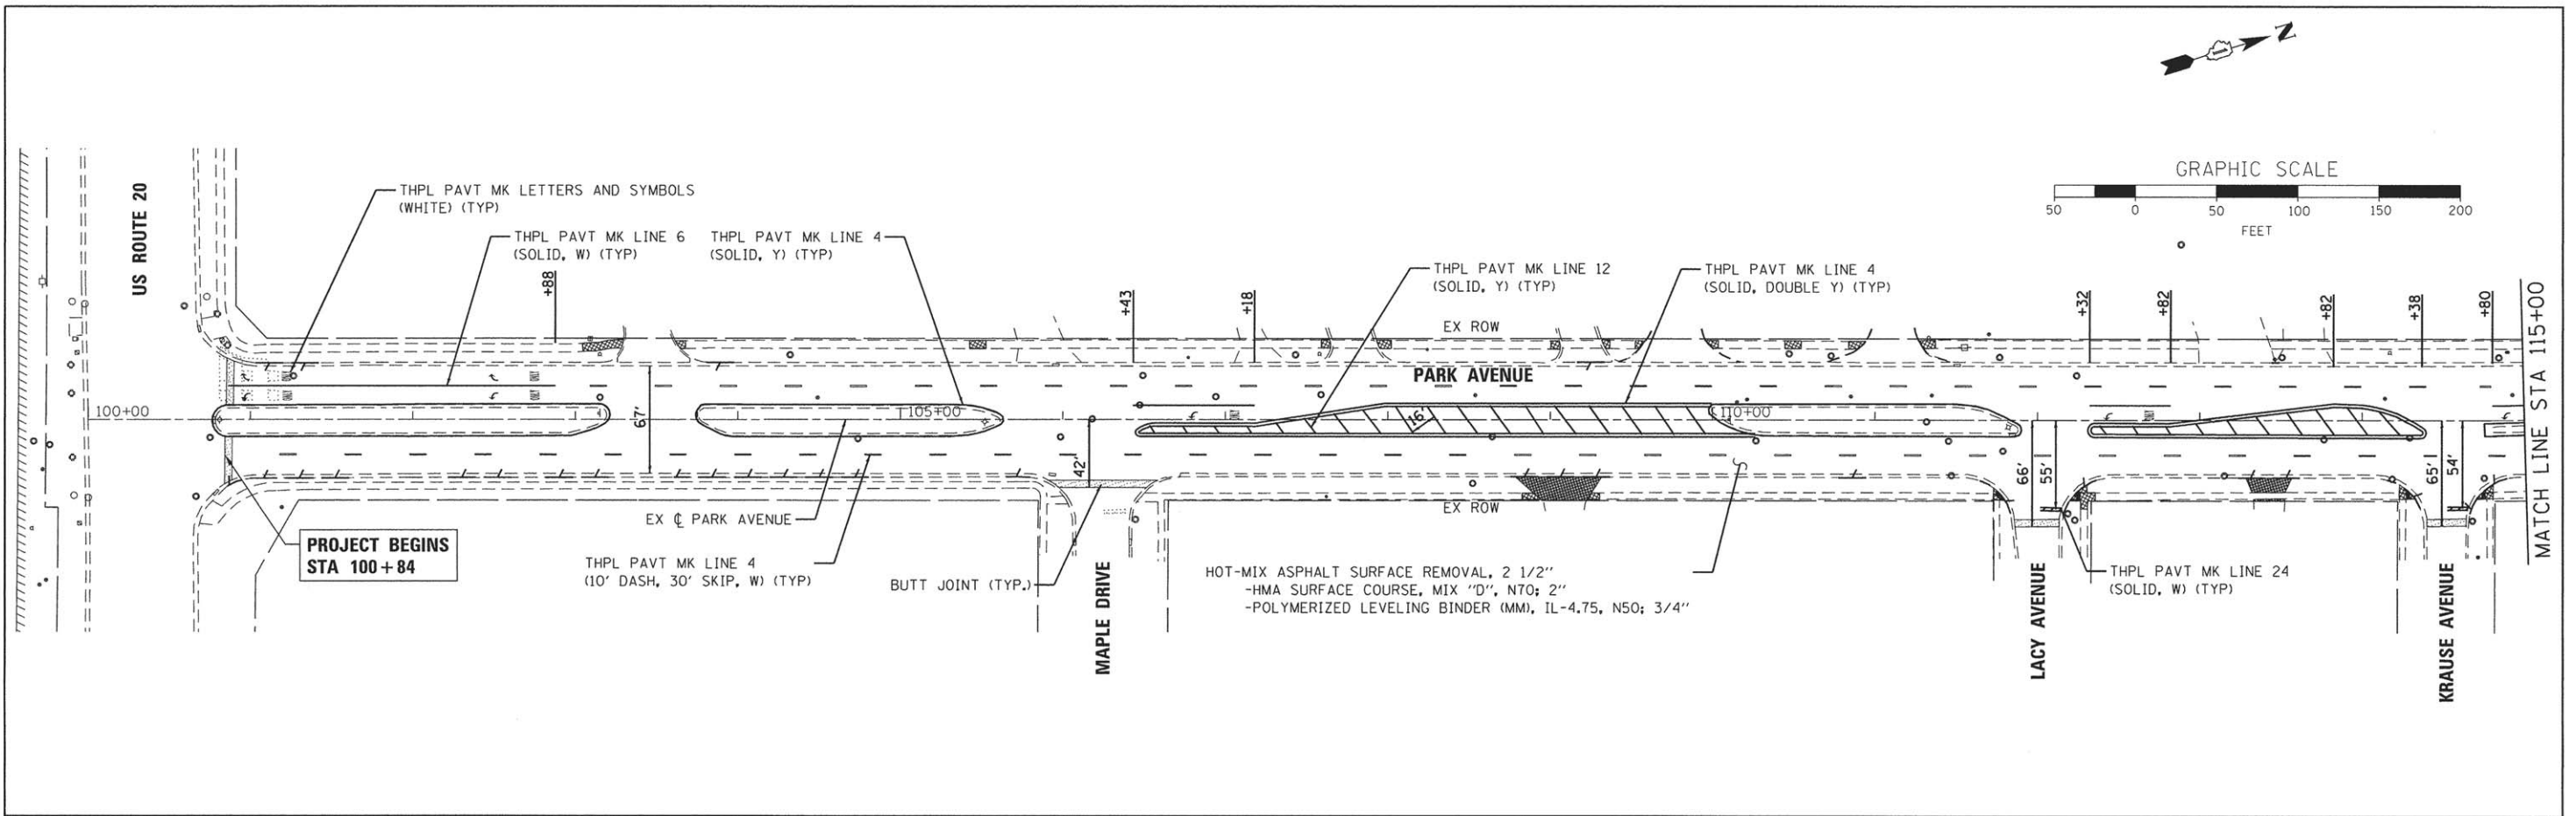 N
GRAPHIC SCALE
50 0 50 100 150 200
FEET
US ROUTE 20
THPL PAVT MK LETTERS AND SYMBOLS
(WHITE) (TYP)
THPL PAVT MK LINE 6
(SOLID, W) (TYP)
THPL PAVT MK LINE 4
(SOLID, Y) (TYP)
THPL PAVT MK LINE 12
(SOLID, Y) (TYP)
THPL PAVT MK LINE 4
(SOLID, DOUBLE Y) (TYP)
+88
+43
+18
+32
+82
+82
+38
+80
EX ROW
PARK AVENUE
100+00
67'
105+00
16'
110+00
42'
66'
55'
65'
54'
MATCH LINE STA 115+00
EX ROW
EX ℄ PARK AVENUE
PROJECT BEGINS
STA 100+84
THPL PAVT MK LINE 4
(10' DASH, 30' SKIP, W) (TYP)
BUTT JOINT (TYP.)
MAPLE DRIVE
HOT-MIX ASPHALT SURFACE REMOVAL, 2 1/2"
-HMA SURFACE COURSE, MIX "D", N70; 2"
-POLYMERIZED LEVELING BINDER (MM), IL-4.75, N50; 3/4"
LACY AVENUE
THPL PAVT MK LINE 24
(SOLID, W) (TYP)
KRAUSE AVENUE